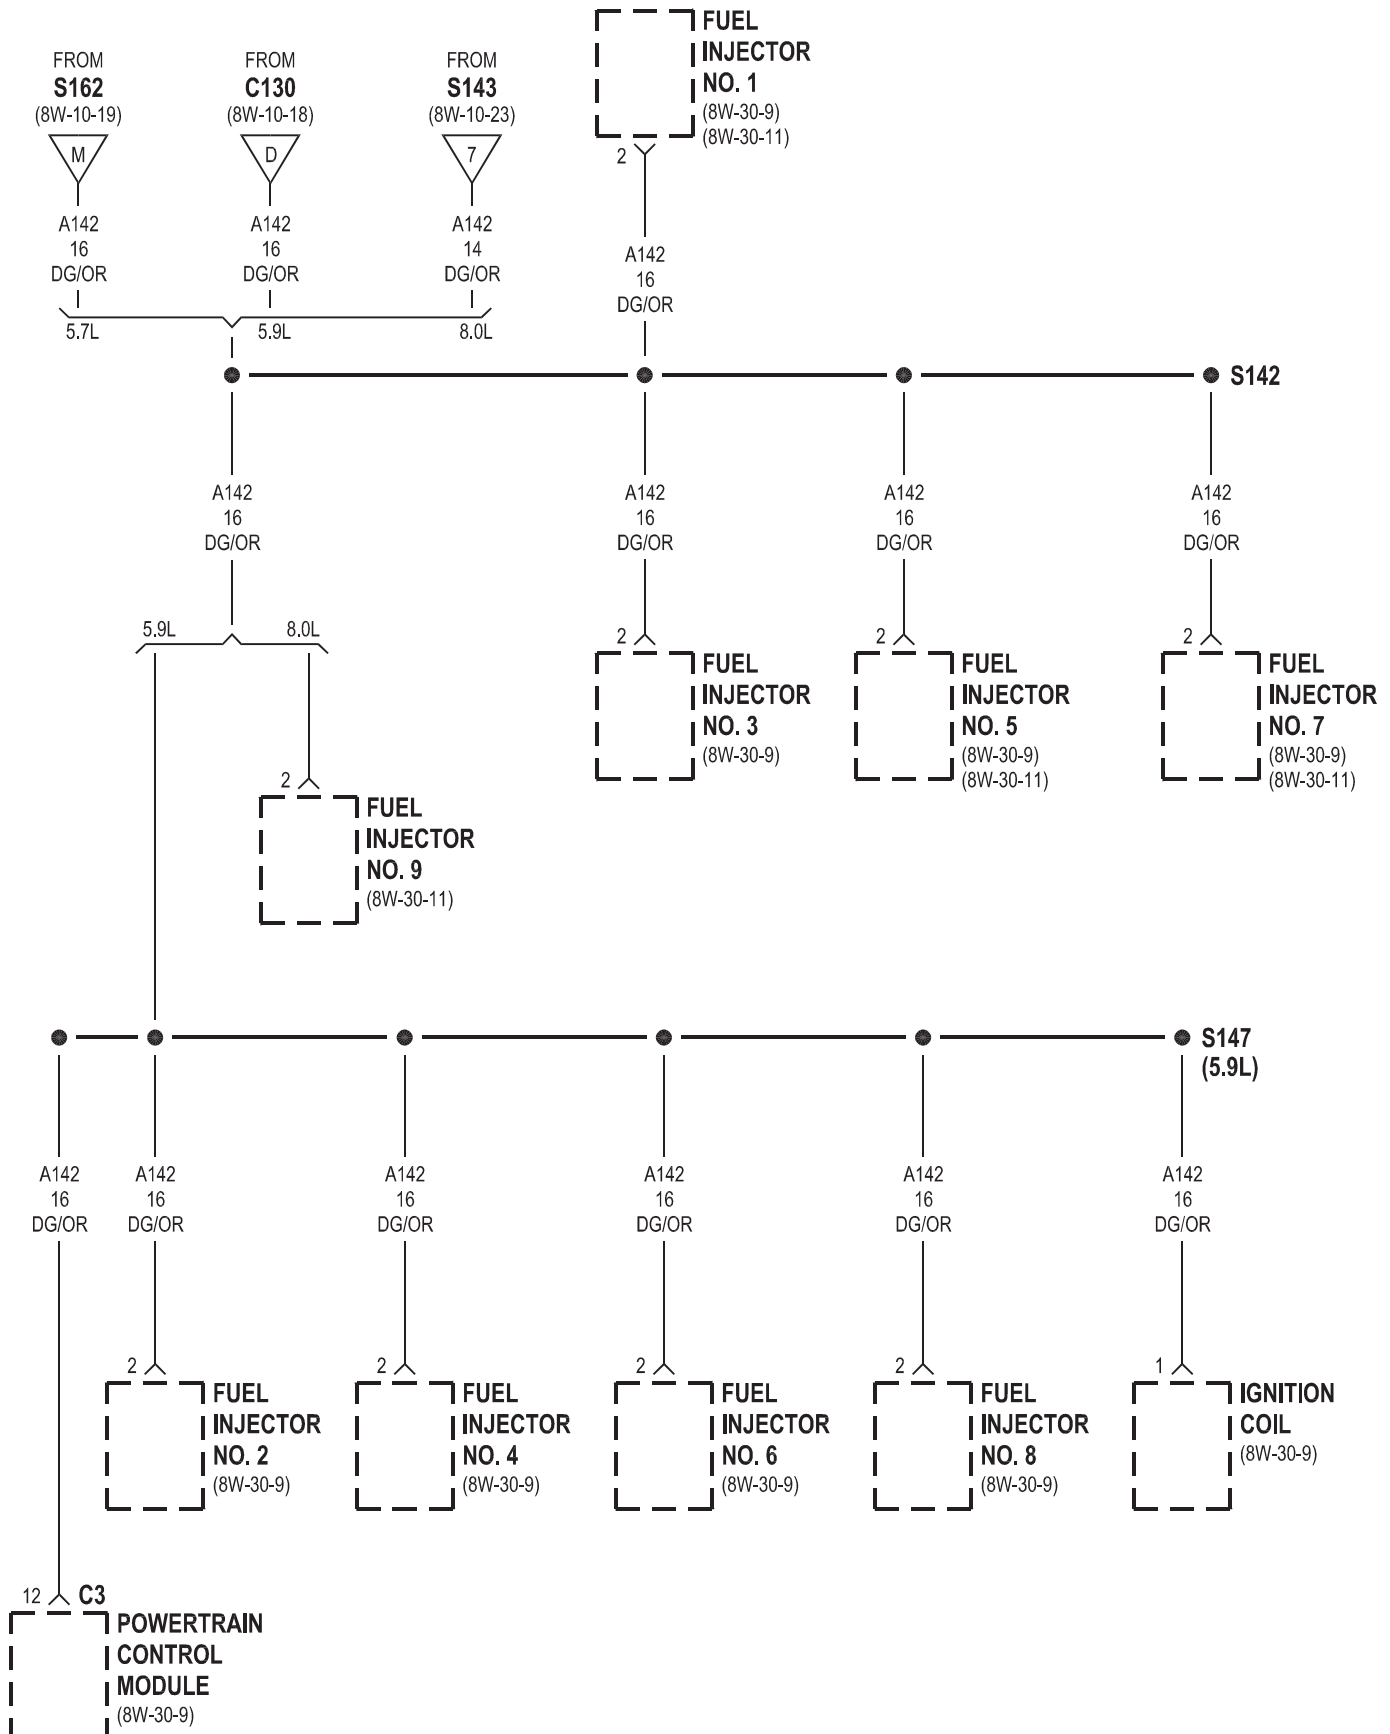 FROM
S162
(8W-10-19)
M
A142
16
DG/OR
5.7L
FROM
C130
(8W-10-18)
D
A142
16
DG/OR
5.9L
FROM
S143
(8W-10-23)
7
A142
14
DG/OR
8.0L
FUEL
INJECTOR
NO. 1
(8W-30-9)
(8W-30-11)
2
A142
16
DG/OR
S142
A142
16
DG/OR
5.9L
8.0L
2
FUEL
INJECTOR
NO. 9
(8W-30-11)
A142
16
DG/OR
2
FUEL
INJECTOR
NO. 3
(8W-30-9)
A142
16
DG/OR
2
FUEL
INJECTOR
NO. 5
(8W-30-9)
(8W-30-11)
A142
16
DG/OR
2
FUEL
INJECTOR
NO. 7
(8W-30-9)
(8W-30-11)
S147
(5.9L)
A142
16
DG/OR
12
C3
POWERTRAIN
CONTROL
MODULE
(8W-30-9)
A142
16
DG/OR
2
FUEL
INJECTOR
NO. 2
(8W-30-9)
A142
16
DG/OR
2
FUEL
INJECTOR
NO. 4
(8W-30-9)
A142
16
DG/OR
2
FUEL
INJECTOR
NO. 6
(8W-30-9)
A142
16
DG/OR
2
FUEL
INJECTOR
NO. 8
(8W-30-9)
A142
16
DG/OR
1
IGNITION
COIL
(8W-30-9)